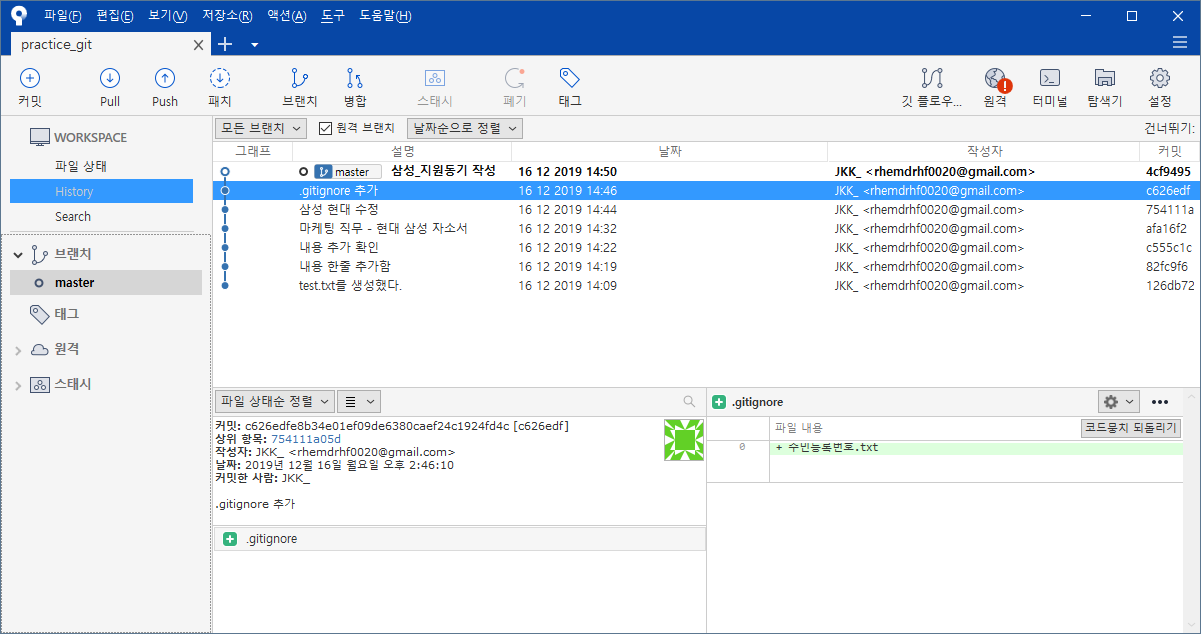 파일(F) 편집(E) 보기(V) 저장소(R) 액션(A) 도구 도움말(H)
practice_git
커밋 Pull Push 패치 브랜치 병합 스태시 폐기 태그 깃 플로우... 원격 터미널 탐색기 설정
WORKSPACE
파일 상태
History
Search
브랜치
master
태그
원격
스태시
모든 브랜치 원격 브랜치 날짜순으로 정렬 건너뛰기:
그래프 설명 날짜 작성자 커밋
master 삼성_지원동기 작성 16 12 2019 14:50 JKK_ <rhemdrhf0020@gmail.com> 4cf9495
.gitignore 추가 16 12 2019 14:46 JKK_ <rhemdrhf0020@gmail.com> c626edf
삼성 현대 수정 16 12 2019 14:44 JKK_ <rhemdrhf0020@gmail.com> 754111a
마케팅 직무 - 현대 삼성 자소서 16 12 2019 14:32 JKK_ <rhemdrhf0020@gmail.com> afa16f2
내용 추가 확인 16 12 2019 14:22 JKK_ <rhemdrhf0020@gmail.com> c555c1c
내용 한줄 추가함 16 12 2019 14:19 JKK_ <rhemdrhf0020@gmail.com> 82fc9f6
test.txt를 생성했다. 16 12 2019 14:09 JKK_ <rhemdrhf0020@gmail.com> 126db72
파일 상태순 정렬
커밋: c626edfe8b34e01ef09de6380caef24c1924fd4c [c626edf]
상위 항목: 754111a05d
작성자: JKK_ <rhemdrhf0020@gmail.com>
날짜: 2019년 12월 16일 월요일 오후 2:46:10
커밋한 사람: JKK_
.gitignore 추가
.gitignore
.gitignore
파일 내용 코드뭉치 되돌리기
0 + 주민등록번호.txt